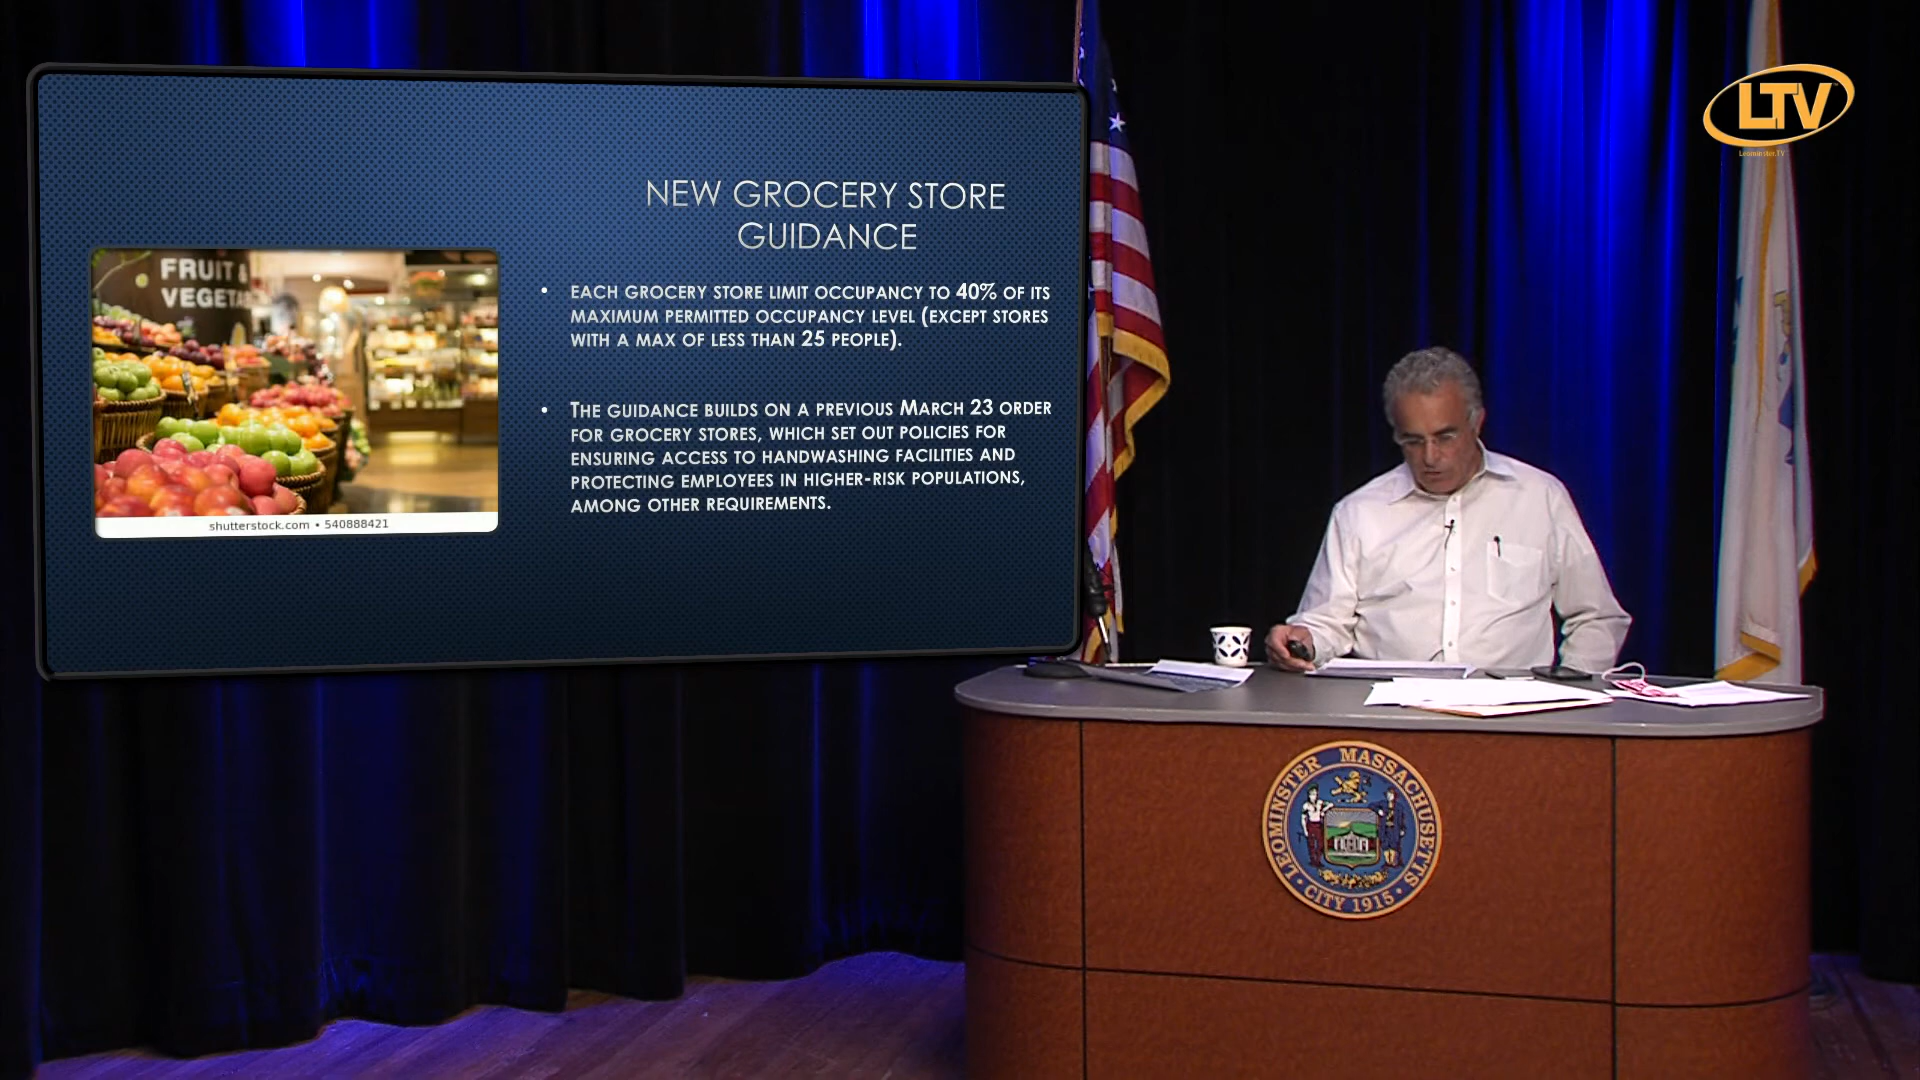 NEW GROCERY STORE
GUIDANCE
• EACH GROCERY STORE LIMIT OCCUPANCY TO 40% OF ITS
MAXIMUM PERMITTED OCCUPANCY LEVEL (EXCEPT STORES
WITH A MAX OF LESS THAN 25 PEOPLE).
• THE GUIDANCE BUILDS ON A PREVIOUS MARCH 23 ORDER
FOR GROCERY STORES, WHICH SET OUT POLICIES FOR
ENSURING ACCESS TO HANDWASHING FACILITIES AND
PROTECTING EMPLOYEES IN HIGHER-RISK POPULATIONS,
AMONG OTHER REQUIREMENTS.
FRUIT &
VEGETA
shutterstock.com • 540888421
LTV
Leominster.TV
LEOMINSTER MASSACHUSETTS
• CITY 1915 •